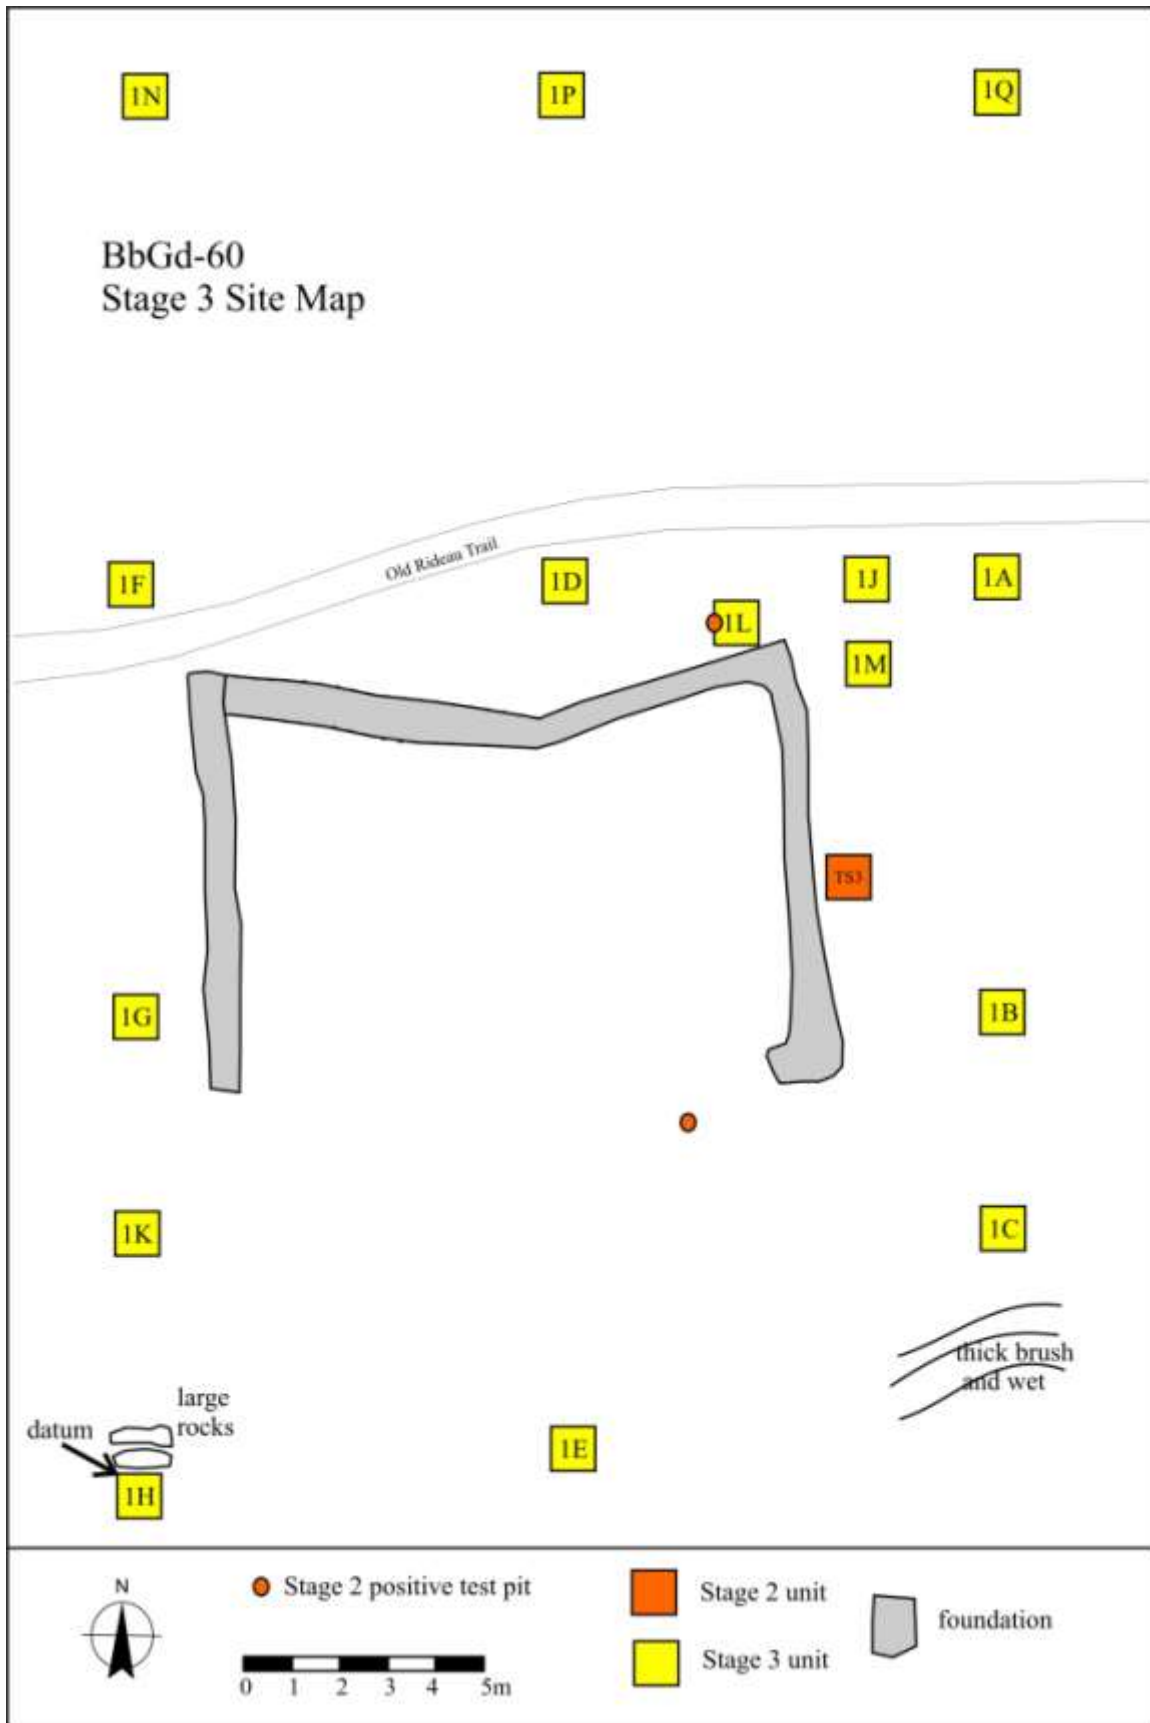 1N
1P
1Q
BbGd-60
Stage 3 Site Map
Old Rideau Trail
1F
1D
1J
1A
1L
1M
TS3
1G
1B
1K
1C
thick brush
and wet
large
rocks
datum
1E
1H
N
Stage 2 positive test pit
0 1 2 3 4 5m
Stage 2 unit
Stage 3 unit
foundation